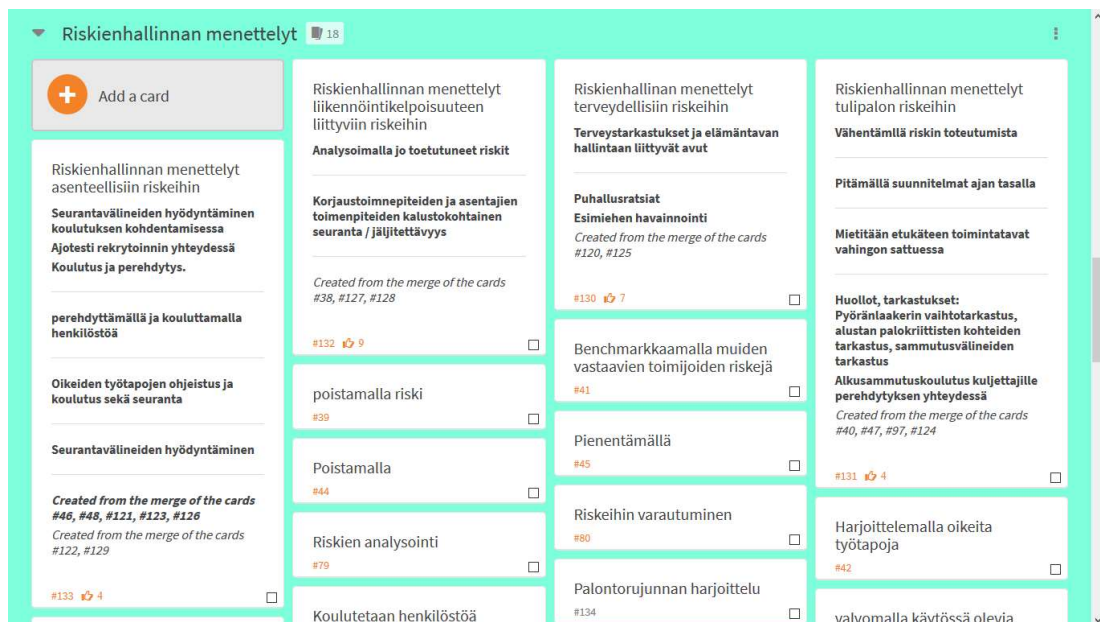 Riskienhallinnan menettelyt 18
Add a card
Riskienhallinnan menettelyt
asenteellisiin riskeihin
Seurantavälineiden hyödyntäminen
koulutuksen kohdentamisessa
Ajotesti rekrytoinnin yhteydessä
Koulutus ja perehdytys.
perehdyttämällä ja kouluttamalla
henkilöstöä
Oikeiden työtapojen ohjeistus ja
koulutus sekä seuranta
Seurantavälineiden hyödyntäminen
Created from the merge of the cards
#46, #48, #121, #123, #126
Created from the merge of the cards
#122, #129
#133 4
Riskienhallinnan menettelyt
liikennöintikelpoisuuteen
liittyviin riskeihin
Analysoimalla jo toetutuneet riskit
Korjaustoimnepiteiden ja asentajien
toimenpiteiden kalustokohtainen
seuranta / jäljitettävyys
Created from the merge of the cards
#38, #127, #128
#132 9
poistamalla riski
#39
Poistamalla
#44
Riskien analysointi
#79
Koulutetaan henkilöstöä
Riskienhallinnan menettelyt
terveydellisiin riskeihin
Terveystarkastukset ja elämäntavan
hallintaan liittyvät avut
Puhallusratsiat
Esimiehen havainnointi
Created from the merge of the cards
#120, #125
#130 7
Benchmarkkaamalla muiden
vastaavien toimijoiden riskejä
#41
Pienentämällä
#45
Riskeihin varautuminen
#80
Palontorujunnan harjoittelu
#134
Riskienhallinnan menettelyt
tulipalon riskeihin
Vähentämllä riskin toteutumista
Pitämällä suunnitelmat ajan tasalla
Mietitään etukäteen toimintatavat
vahingon sattuessa
Huollot, tarkastukset:
Pyöränlaakerin vaihtotarkastus,
alustan palokriittisten kohteiden
tarkastus, sammutusvälineiden
tarkastus
Alkusammutuskoulutus kuljettajille
perehdytyksen yhteydessä
Created from the merge of the cards
#40, #47, #97, #124
#131 4
Harjoittelemalla oikeita
työtapoja
#42
valvomalla käytössä olevia